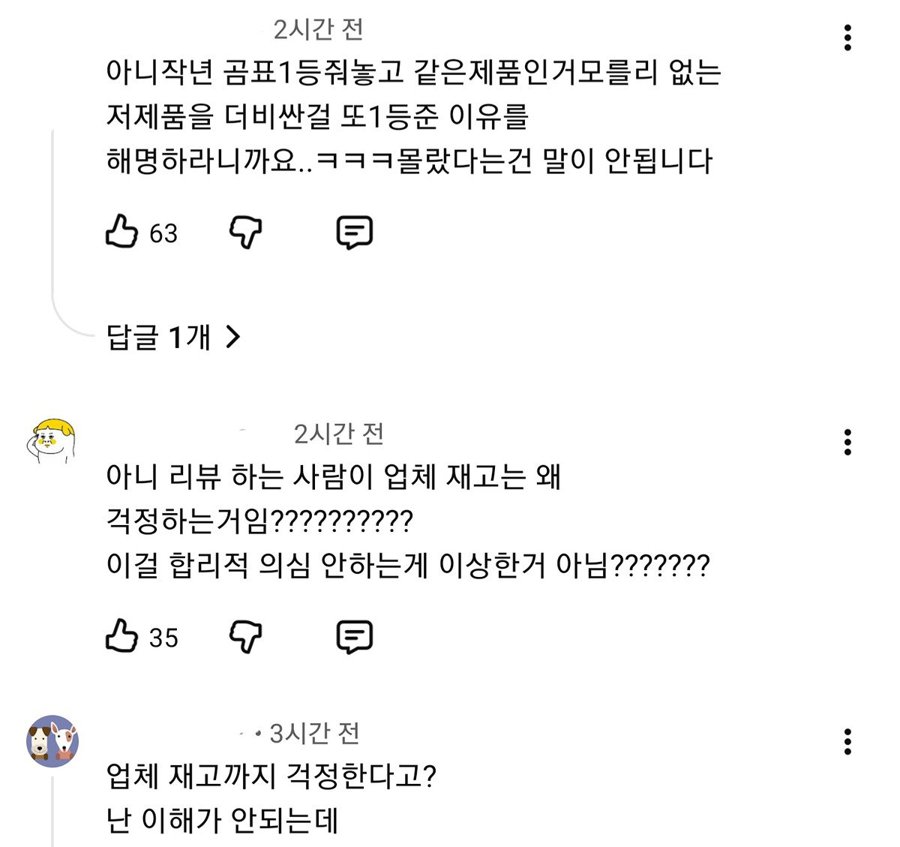 2시간 전
아니작년 곰표1등줘놓고 같은제품인거모를리 없는
저제품을 더비싼걸 또1등준 이유를
해명하라니까요..ㅋㅋㅋ몰랐다는건 말이 안됩니다
63
답글 1개
2시간 전
아니 리뷰 하는 사람이 업체 재고는 왜
걱정하는거임??????????
이걸 합리적 의심 안하는게 이상한거 아님???????
35
• 3시간 전
업체 재고까지 걱정한다고?
난 이해가 안되는데